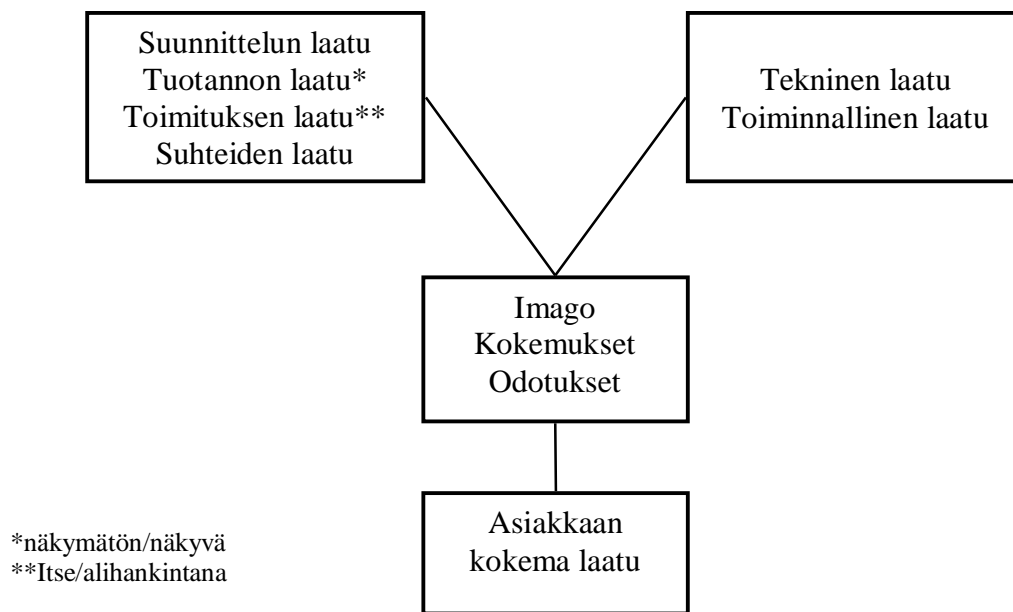 Suunnittelun laatu
Tuotannon laatu*
Toimituksen laatu**
Suhteiden laatu
Tekninen laatu
Toiminnallinen laatu
Imago
Kokemukset
Odotukset
Asiakkaan
kokema laatu
*näkymätön/näkyvä
**Itse/alihankintana